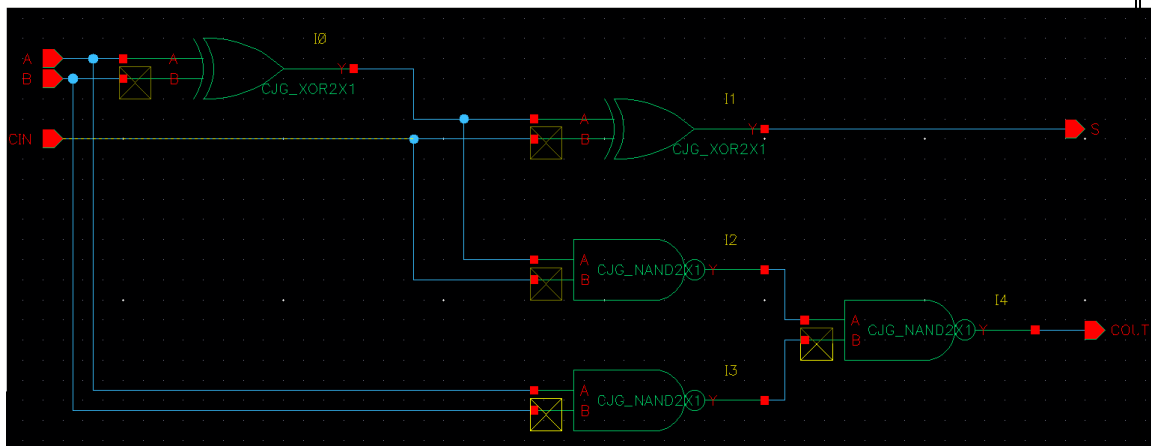 I0
A
A
Y
B
B
CJG_XOR2X1
I1
A
CIN
B
Y
S
CJG_XOR2X1
I2
A
CJG_NAND2X1
Y
B
I4
A
CJG_NAND2X1
Y
COUT
B
I3
A
CJG_NAND2X1
Y
B